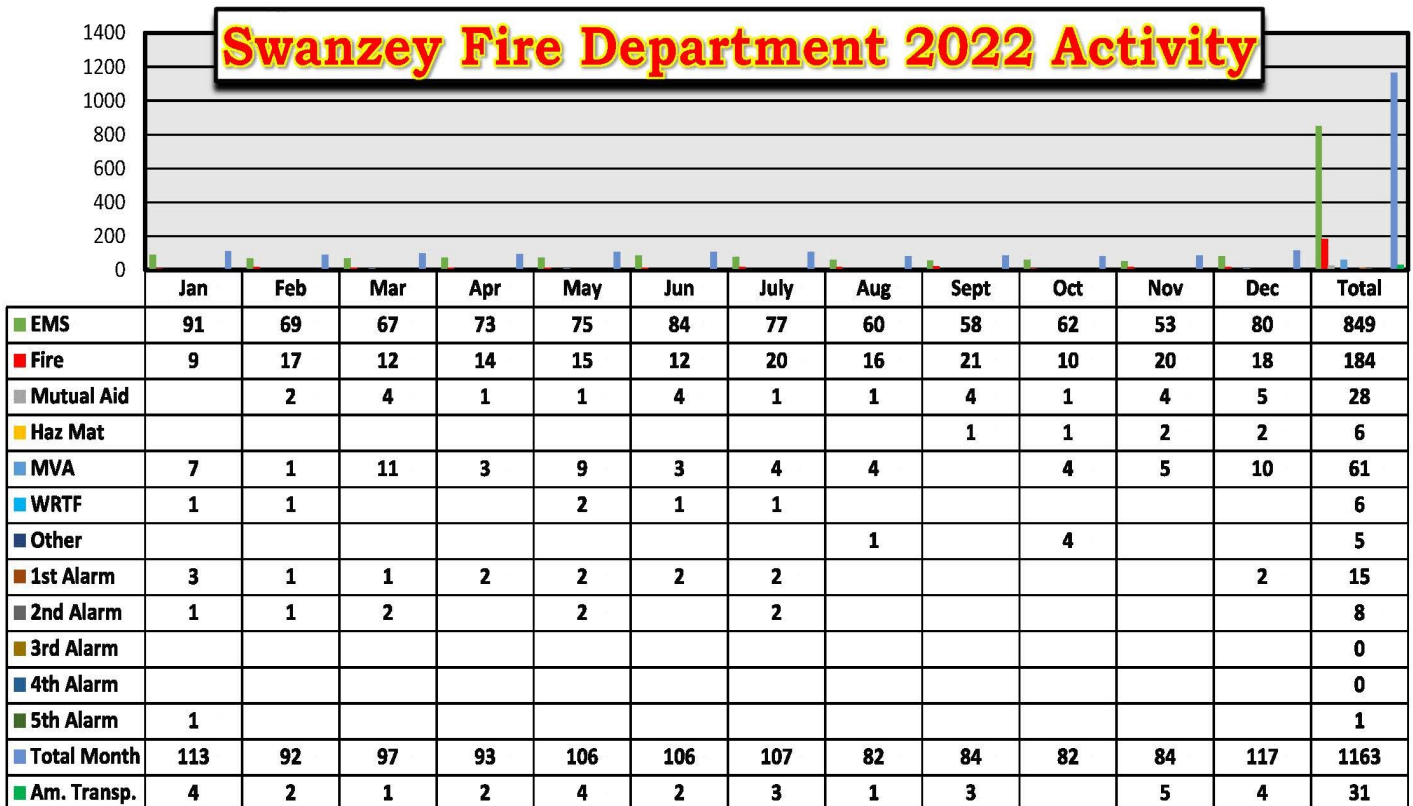 Swanzey Fire Department 2022 Activity
1400
1200
1000
800
600
400
200
0
Jan Feb Mar Apr May Jun July Aug Sept Oct Nov Dec Total
EMS 91 69 67 73 75 84 77 60 58 62 53 80 849
Fire 9 17 12 14 15 12 20 16 21 10 20 18 184
Mutual Aid 2 4 1 1 4 1 1 4 1 4 5 28
Haz Mat 1 1 2 2 6
MVA 7 1 11 3 9 3 4 4 4 5 10 61
WRTF 1 1 2 1 1 6
Other 1 4 5
1st Alarm 3 1 1 2 2 2 2 2 15
2nd Alarm 1 1 2 2 2 8
3rd Alarm 0
4th Alarm 0
5th Alarm 1 1
Total Month 113 92 97 93 106 106 107 82 84 82 84 117 1163
Am. Transp. 4 2 1 2 4 2 3 1 3 5 4 31